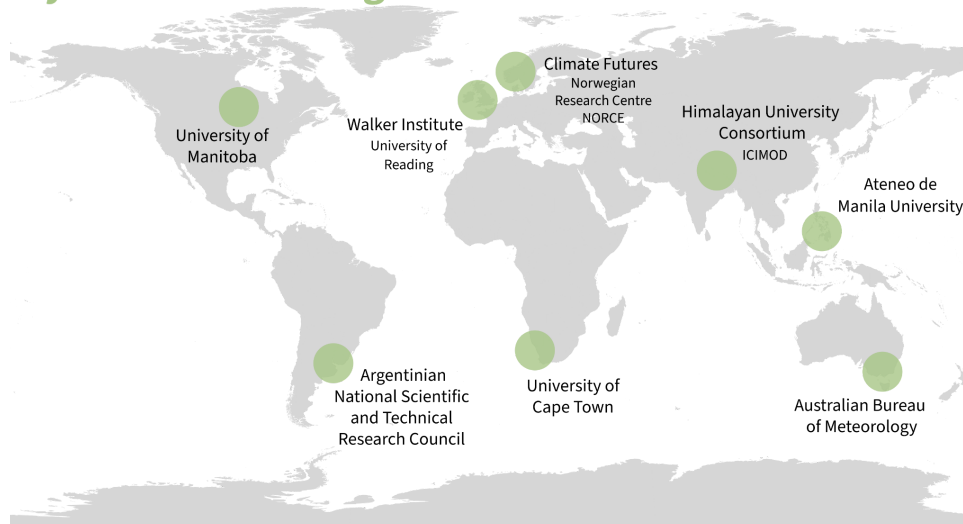 Climate Futures
Norwegian
Research Centre
NORCE
Walker Institute
University of
Reading
University of
Manitoba
Himalayan University
Consortium
ICIMOD
Ateneo de
Manila University
Argentinian
National Scientific
and Technical
Research Council
University of
Cape Town
Australian Bureau
of Meteorology